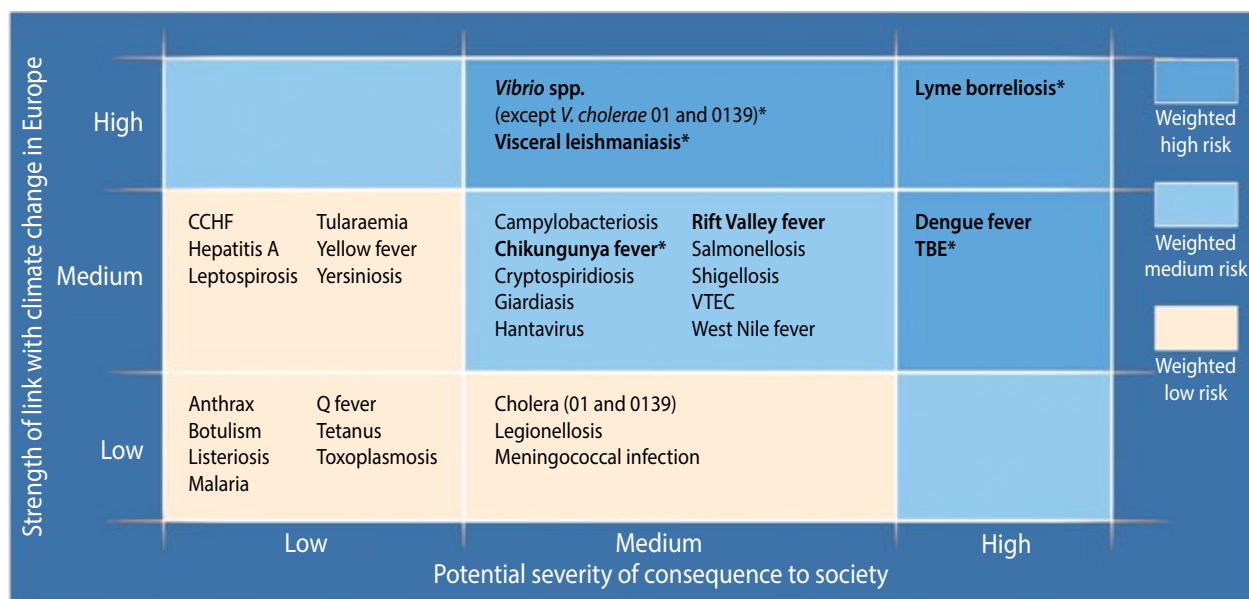 Strength of link with climate change in Europe
High
Vibrio spp.
(except V. cholerae 01 and 0139)*
Visceral leishmaniasis*
Lyme borreliosis*
Medium
CCHF
Hepatitis A
Leptospirosis
Tularaemia
Yellow fever
Yersiniosis
Campylobacteriosis
Chikungunya fever*
Cryptospiridiosis
Giardiasis
Hantavirus
Rift Valley fever
Salmonellosis
Shigellosis
VTEC
West Nile fever
Dengue fever
TBE*
Low
Anthrax
Botulism
Listeriosis
Malaria
Q fever
Tetanus
Toxoplasmosis
Cholera (01 and 0139)
Legionellosis
Meningococcal infection
Low
Medium
High
Potential severity of consequence to society
Weighted
high risk
Weighted
medium risk
Weighted
low risk